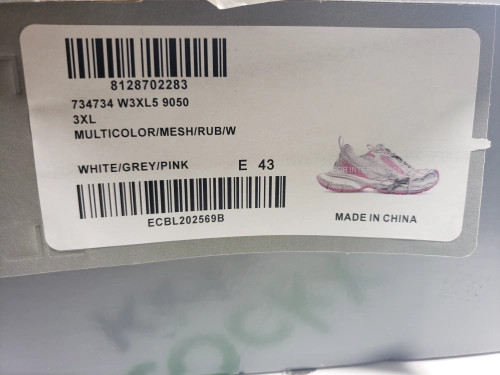 8128702283
734734 W3XL5 9050
3XL
MULTICOLOR/MESH/RUB/W
WHITE/GREY/PINK E 43
ECBL202569B
MADE IN CHINA